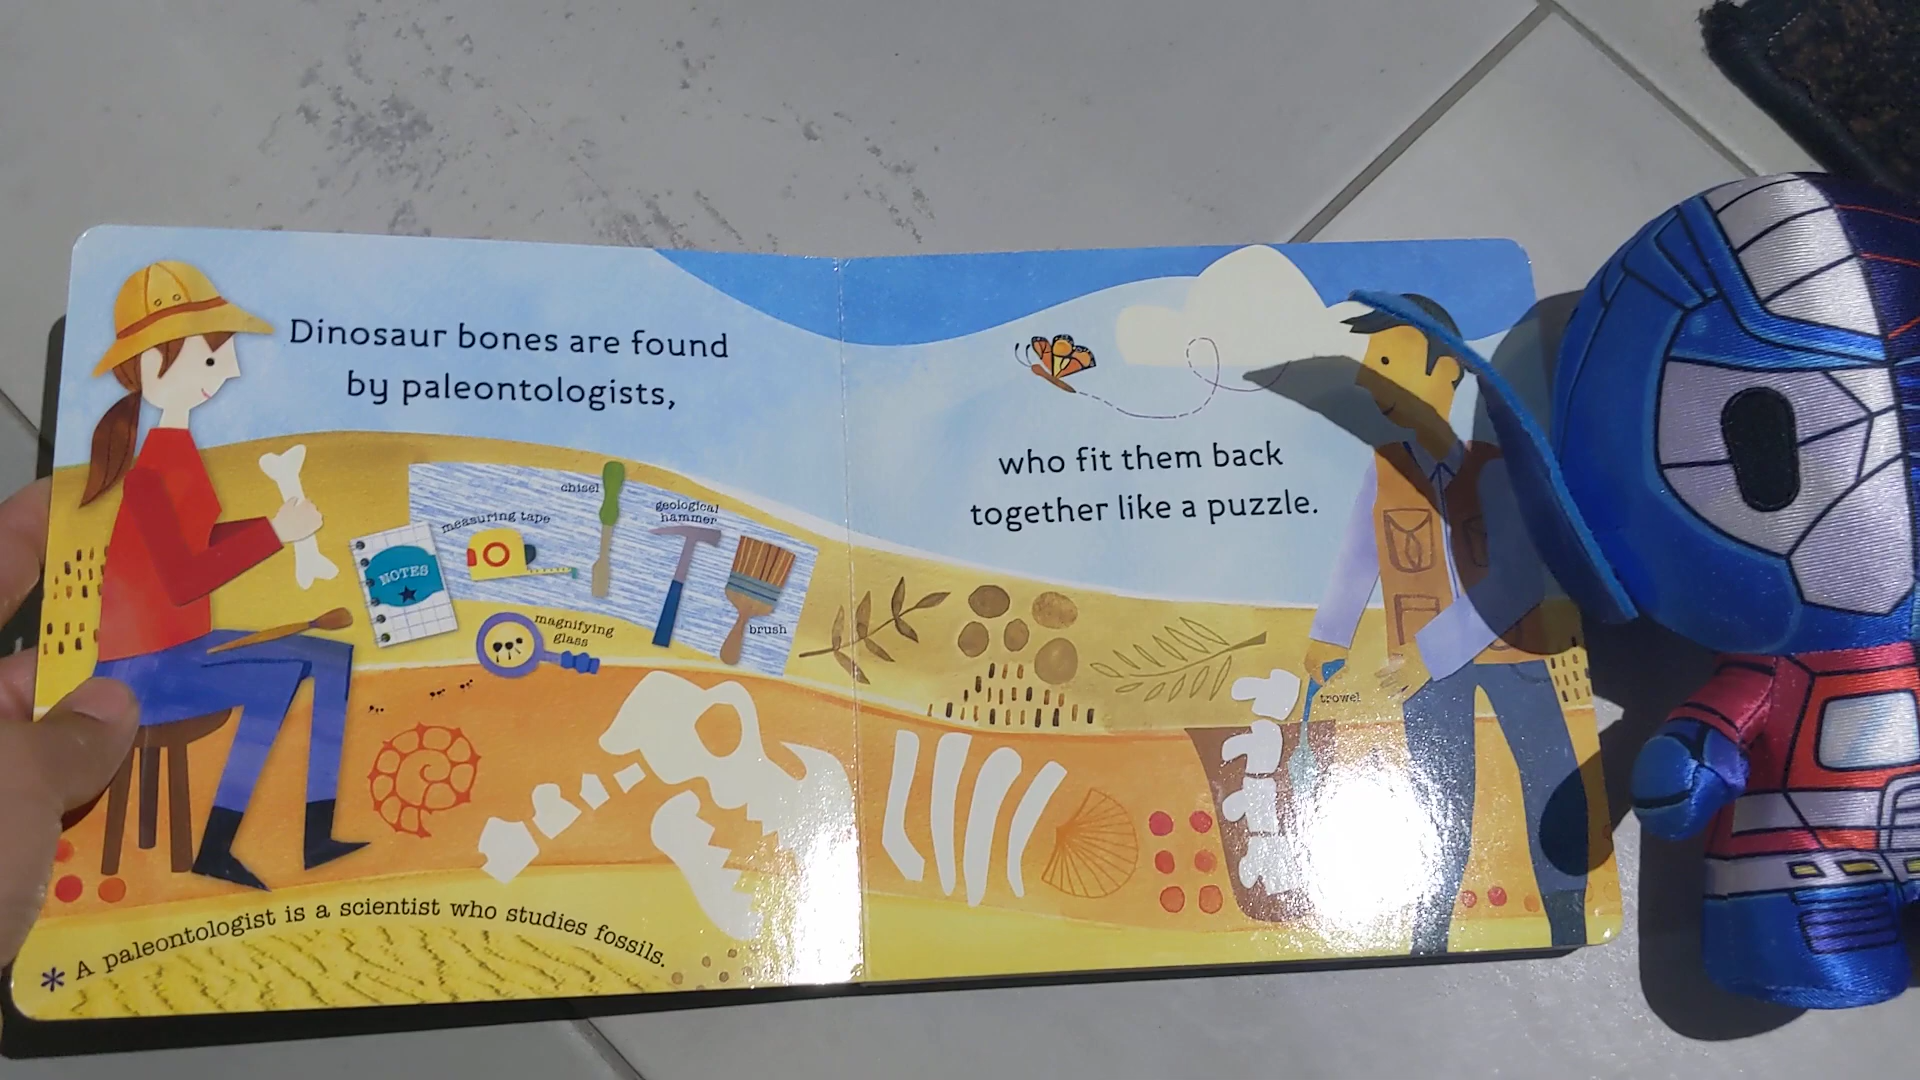 Dinosaur bones are found
by paleontologists,
chisel
measuring tape
geological
hammer
NOTES
magnifying
glass
brush
* A paleontologist is a scientist who studies fossils.
who fit them back
together like a puzzle.
trowel